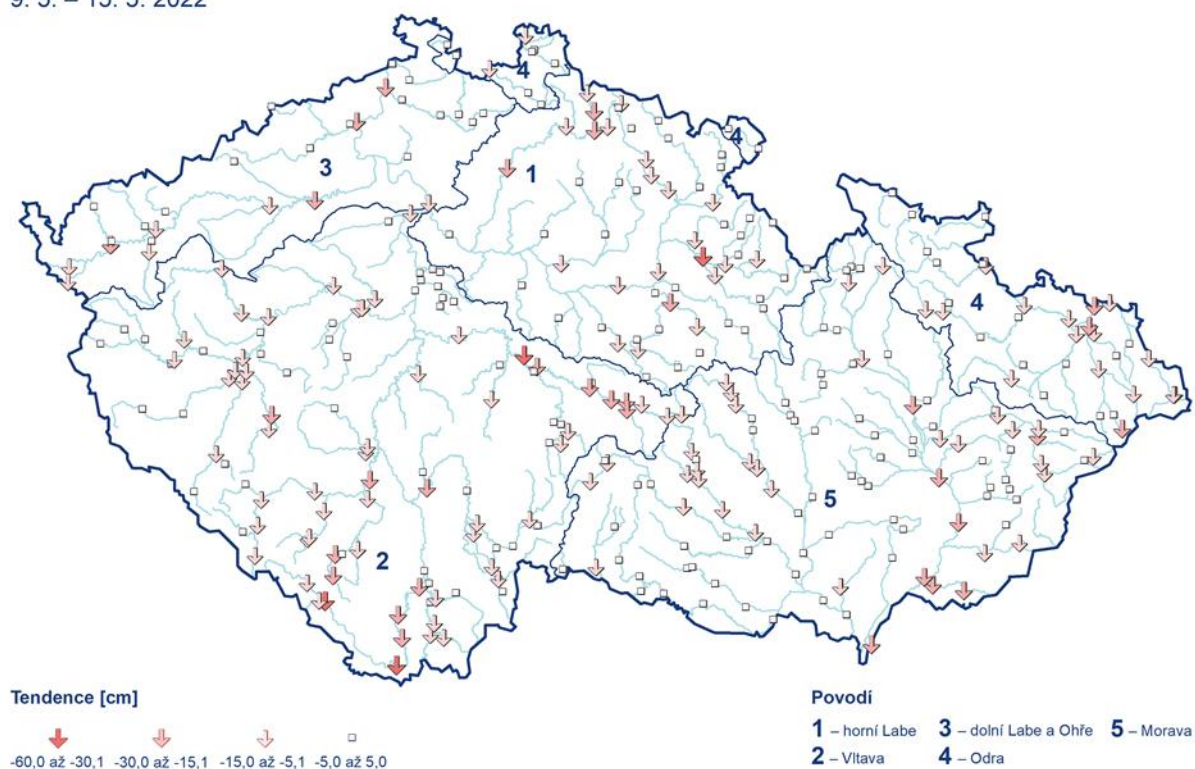 9. 5. – 15. 5. 2022
4
4
3
1
4
5
2
Tendence [cm]
-60,0 až -30,1 -30,0 až -15,1 -15,0 až -5,1 -5,0 až 5,0
Povodí
1 – horní Labe 3 – dolní Labe a Ohře 5 – Morava
2 – Vltava 4 – Odra